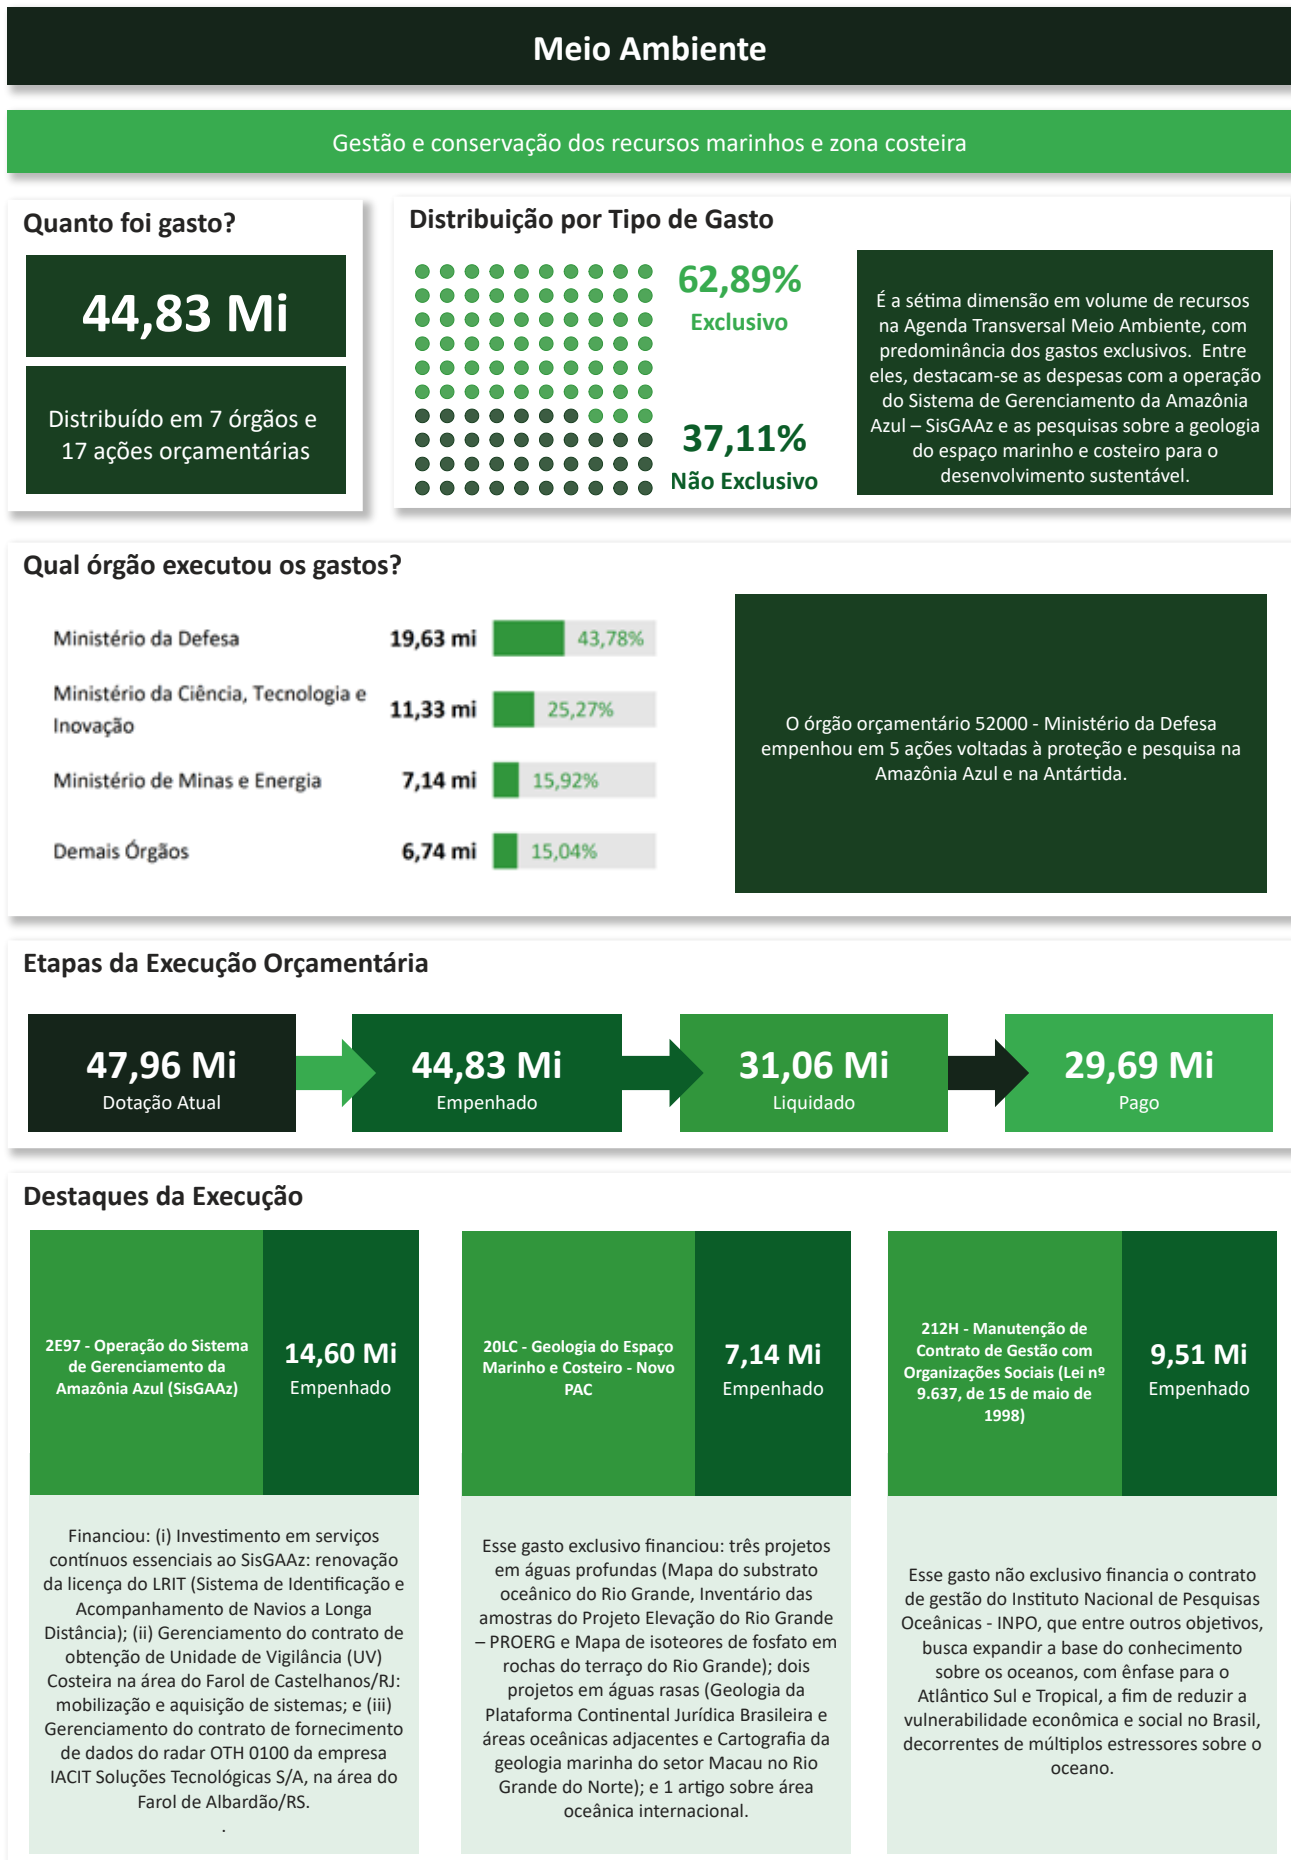 Meio Ambiente
Gestão e conservação dos recursos marinhos e zona costeira
Quanto foi gasto?
44,83 Mi
Distribuído em 7 órgãos e
17 ações orçamentárias
Distribuição por Tipo de Gasto
62,89%
Exclusivo
37,11%
Não Exclusivo
É a sétima dimensão em volume de recursos
na Agenda Transversal Meio Ambiente, com
predominância dos gastos exclusivos. Entre
eles, destacam-se as despesas com a operação
do Sistema de Gerenciamento da Amazônia
Azul – SisGAAz e as pesquisas sobre a geologia
do espaço marinho e costeiro para o
desenvolvimento sustentável.
Qual órgão executou os gastos?
Ministério da Defesa 19,63 mi 43,78%
Ministério da Ciência, Tecnologia e
Inovação 11,33 mi 25,27%
Ministério de Minas e Energia 7,14 mi 15,92%
Demais Órgãos 6,74 mi 15,04%
O órgão orçamentário 52000 - Ministério da Defesa
empenhou em 5 ações voltadas à proteção e pesquisa na
Amazônia Azul e na Antártida.
Etapas da Execução Orçamentária
47,96 Mi
Dotação Atual
44,83 Mi
Empenhado
31,06 Mi
Liquidado
29,69 Mi
Pago
Destaques da Execução
2E97 - Operação do Sistema
de Gerenciamento da
Amazônia Azul (SisGAAz)
14,60 Mi
Empenhado
Financiou: (i) Investimento em serviços
contínuos essenciais ao SisGAAz: renovação
da licença do LRIT (Sistema de Identificação e
Acompanhamento de Navios a Longa
Distância); (ii) Gerenciamento do contrato de
obtenção de Unidade de Vigilância (UV)
Costeira na área do Farol de Castelhanos/RJ:
mobilização e aquisição de sistemas; e (iii)
Gerenciamento do contrato de fornecimento
de dados do radar OTH 0100 da empresa
IACIT Soluções Tecnológicas S/A, na área do
Farol de Albardão/RS.
.
20LC - Geologia do Espaço
Marinho e Costeiro - Novo
PAC
7,14 Mi
Empenhado
Esse gasto exclusivo financiou: três projetos
em águas profundas (Mapa do substrato
oceânico do Rio Grande, Inventário das
amostras do Projeto Elevação do Rio Grande
– PROERG e Mapa de isoteores de fosfato em
rochas do terraço do Rio Grande); dois
projetos em águas rasas (Geologia da
Plataforma Continental Jurídica Brasileira e
áreas oceânicas adjacentes e Cartografia da
geologia marinha do setor Macau no Rio
Grande do Norte); e 1 artigo sobre área
oceânica internacional.
212H - Manutenção de
Contrato de Gestão com
Organizações Sociais (Lei nº
9.637, de 15 de maio de
1998)
9,51 Mi
Empenhado
Esse gasto não exclusivo financia o contrato
de gestão do Instituto Nacional de Pesquisas
Oceânicas - INPO, que entre outros objetivos,
busca expandir a base do conhecimento
sobre os oceanos, com ênfase para o
Atlântico Sul e Tropical, a fim de reduzir a
vulnerabilidade econômica e social no Brasil,
decorrentes de múltiplos estressores sobre o
oceano.